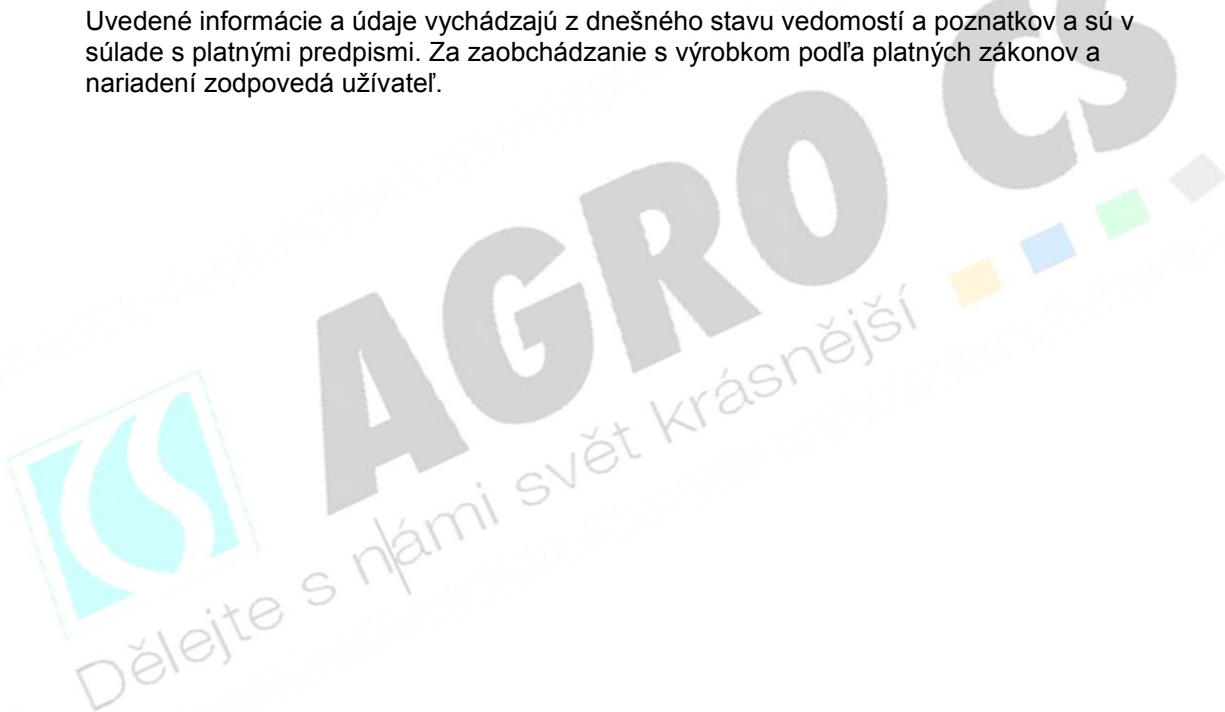 Uvedené informácie a údaje vychádzajú z dnešného stavu vedomostí a poznatkov a sú v
súlade s platnými predpismi. Za zaobchádzanie s výrobkom podľa platných zákonov a
nariadení zodpovedá užívateľ.
AGRO CS
Dělejte s námi svět krásnější